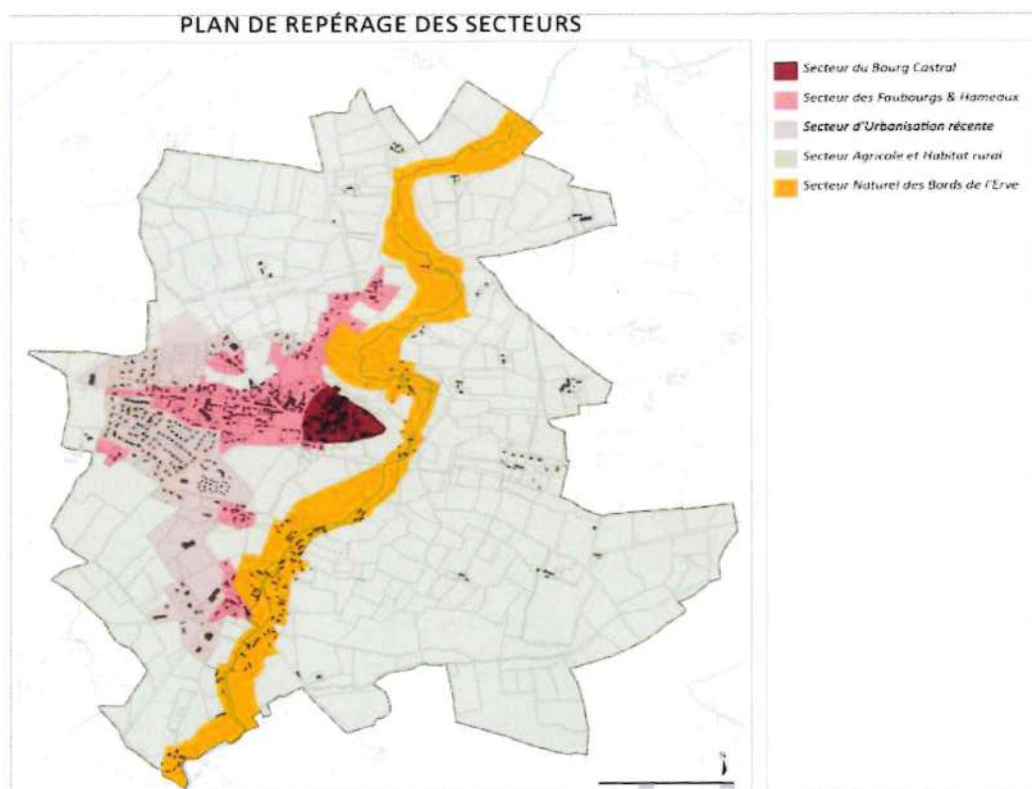 PLAN DE REPÉRAGE DES SECTEURS
Secteur du Bourg Castral
Secteur des Faubourgs & Hameaux
Secteur d'Urbanisation récente
Secteur Agricole et Habitat rural
Secteur Naturel des Bords de l'Erve